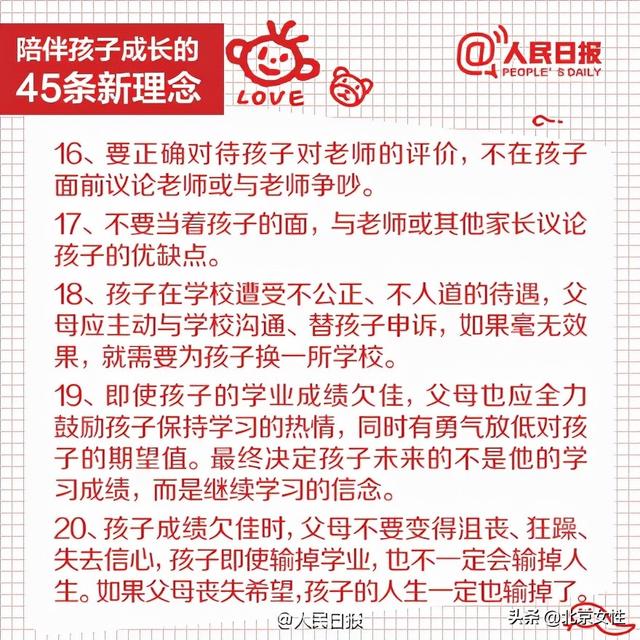 陪伴孩子成长的
45条新理念
LOVE
@人民日报
PEOPLE'S DAILY
16、要正确对待孩子对老师的评价，不在孩子
面前议论老师或与老师争吵。
17、不要当着孩子的面，与老师或其他家长议论
孩子的优缺点。
18、孩子在学校遭受不公正、不人道的待遇，父
母应主动与学校沟通、替孩子申诉，如果毫无效
果，就需要为孩子换一所学校。
19、即使孩子的学业成绩欠佳，父母也应全力
鼓励孩子保持学习的热情，同时有勇气放低对孩
子的期望值。最终决定孩子未来的不是他的学
习成绩，而是继续学习的信念。
20、孩子成绩欠佳时，父母不要变得沮丧、狂躁、
失去信心，孩子即使输掉学业，也不一定会输掉人
生。如果父母丧失希望，孩子的人生一定也输掉了。
@人民日报
头条@北京女性